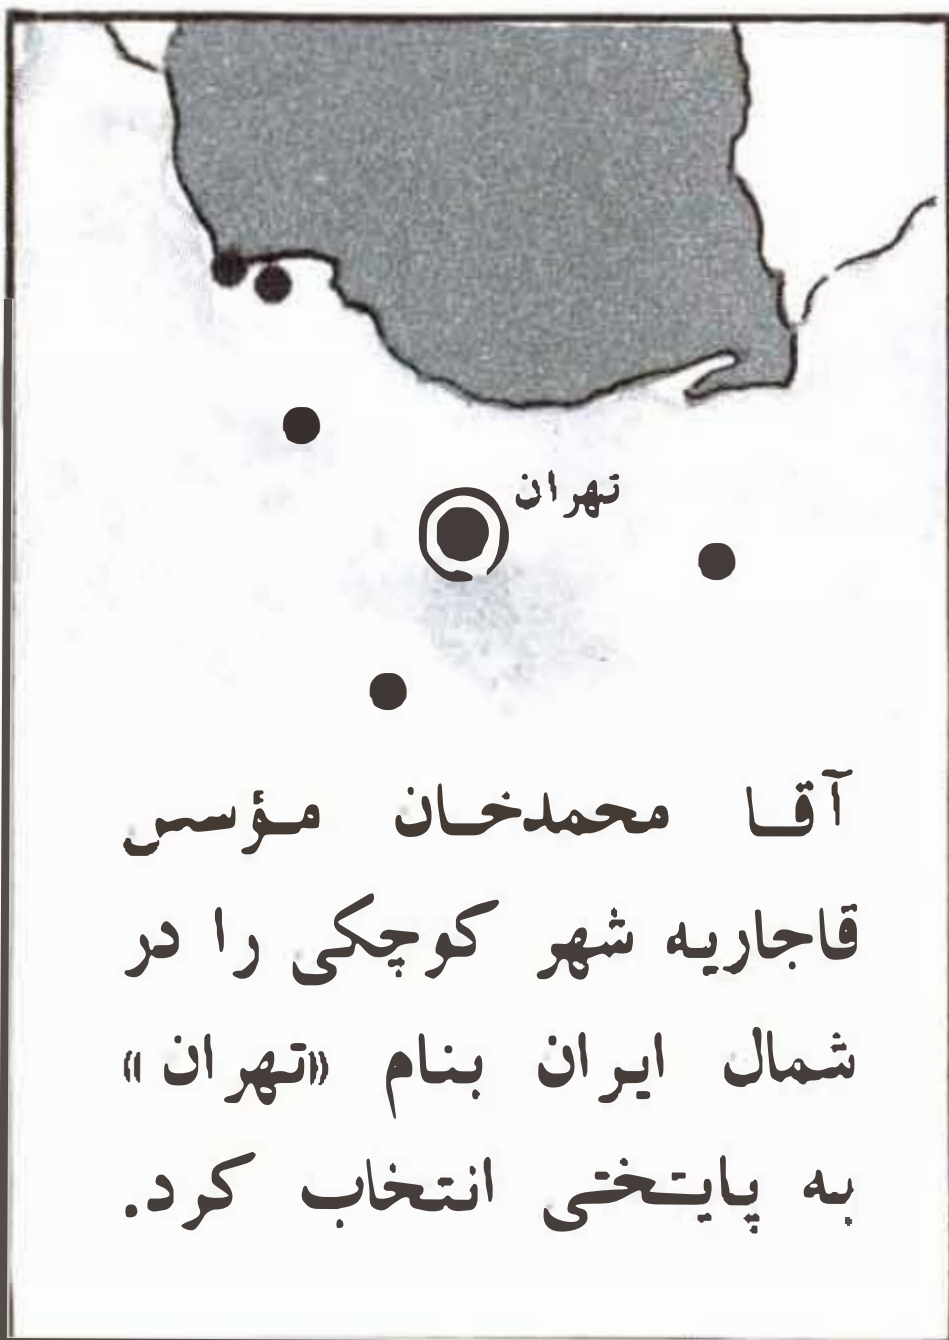 تهران
آقا محمدخان مؤسس
قاجاریه شهر کوچکی را در
شمال ایران بنام «تهران»
به پایتختی انتخاب کرد.